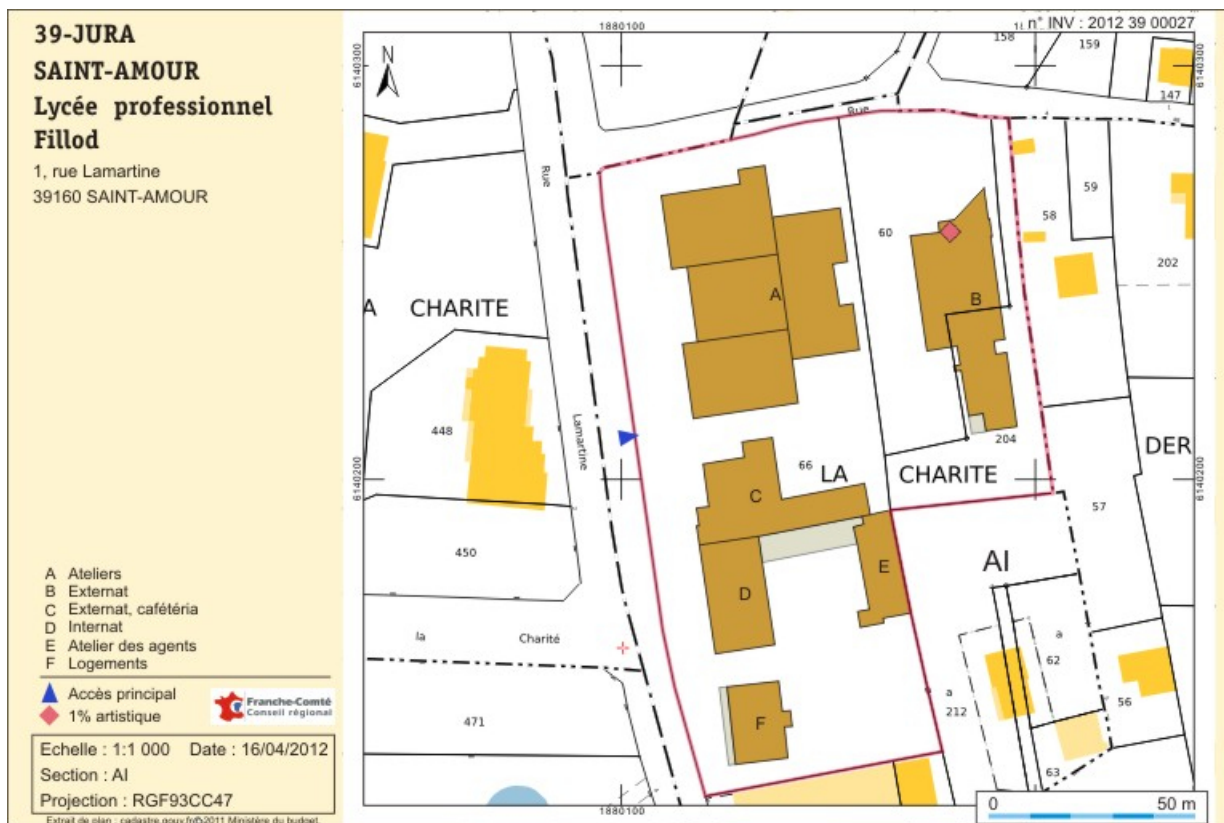 39-JURA
SAINT-AMOUR
Lycée professionnel
Fillod
1, rue Lamartine
39160 SAINT-AMOUR
A Ateliers
B Externat
C Externat, cafétéria
D Internat
E Atelier des agents
F Logements
Accès principal
1% artistique
Franche-Comté
Conseil régional
Echelle : 1:1 000 Date : 16/04/2012
Section : AI
Projection : RGF93CC47
n° INV : 2012 39 00027
1880100
6140300
6140300
N
158
159
147
Rue
Rue
59
58
60
202
A CHARITE
A
B
448
Lamartine
66
204
LA CHARITE
DER
6140200
6140200
C
57
450
AI
E
D
la Charité
a
62
a
212
56
471
F
63
1880100
0 50 m